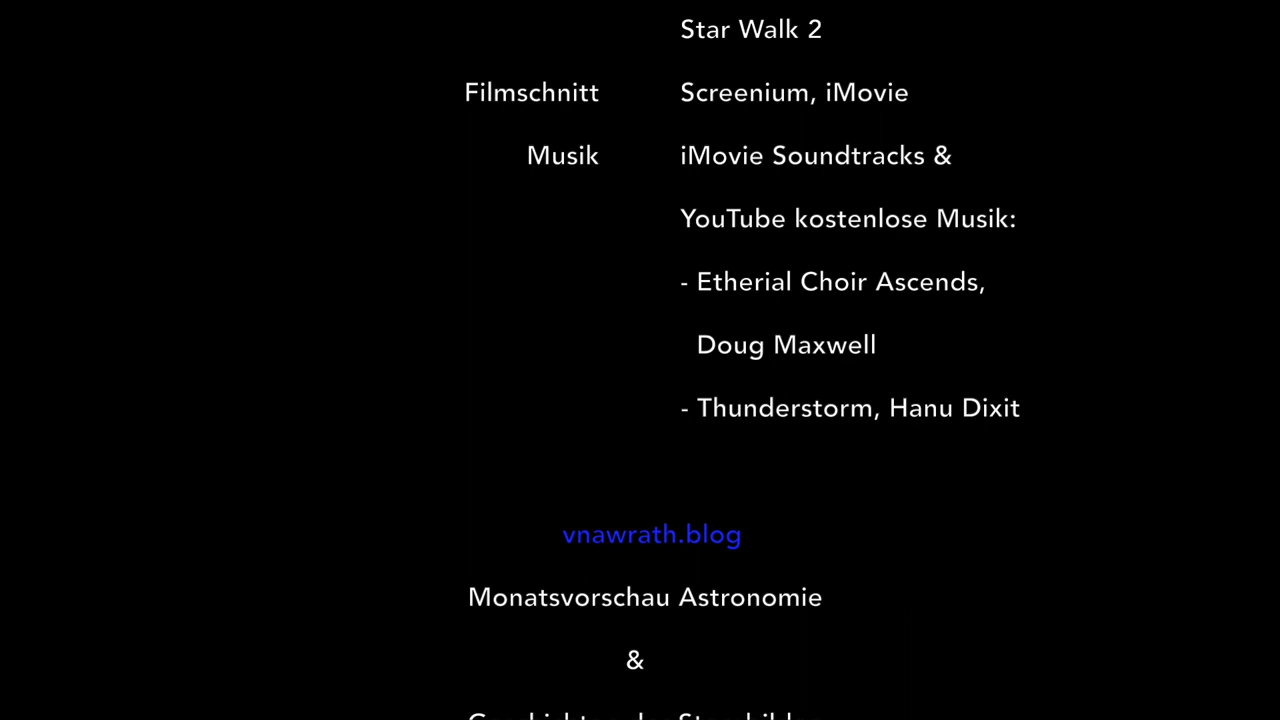 Star Walk 2
Filmschnitt Screenium, iMovie
Musik iMovie Soundtracks &
YouTube kostenlose Musik:
- Etherial Choir Ascends,
Doug Maxwell
- Thunderstorm, Hanu Dixit
vnawrath.blog
Monatsvorschau Astronomie
&